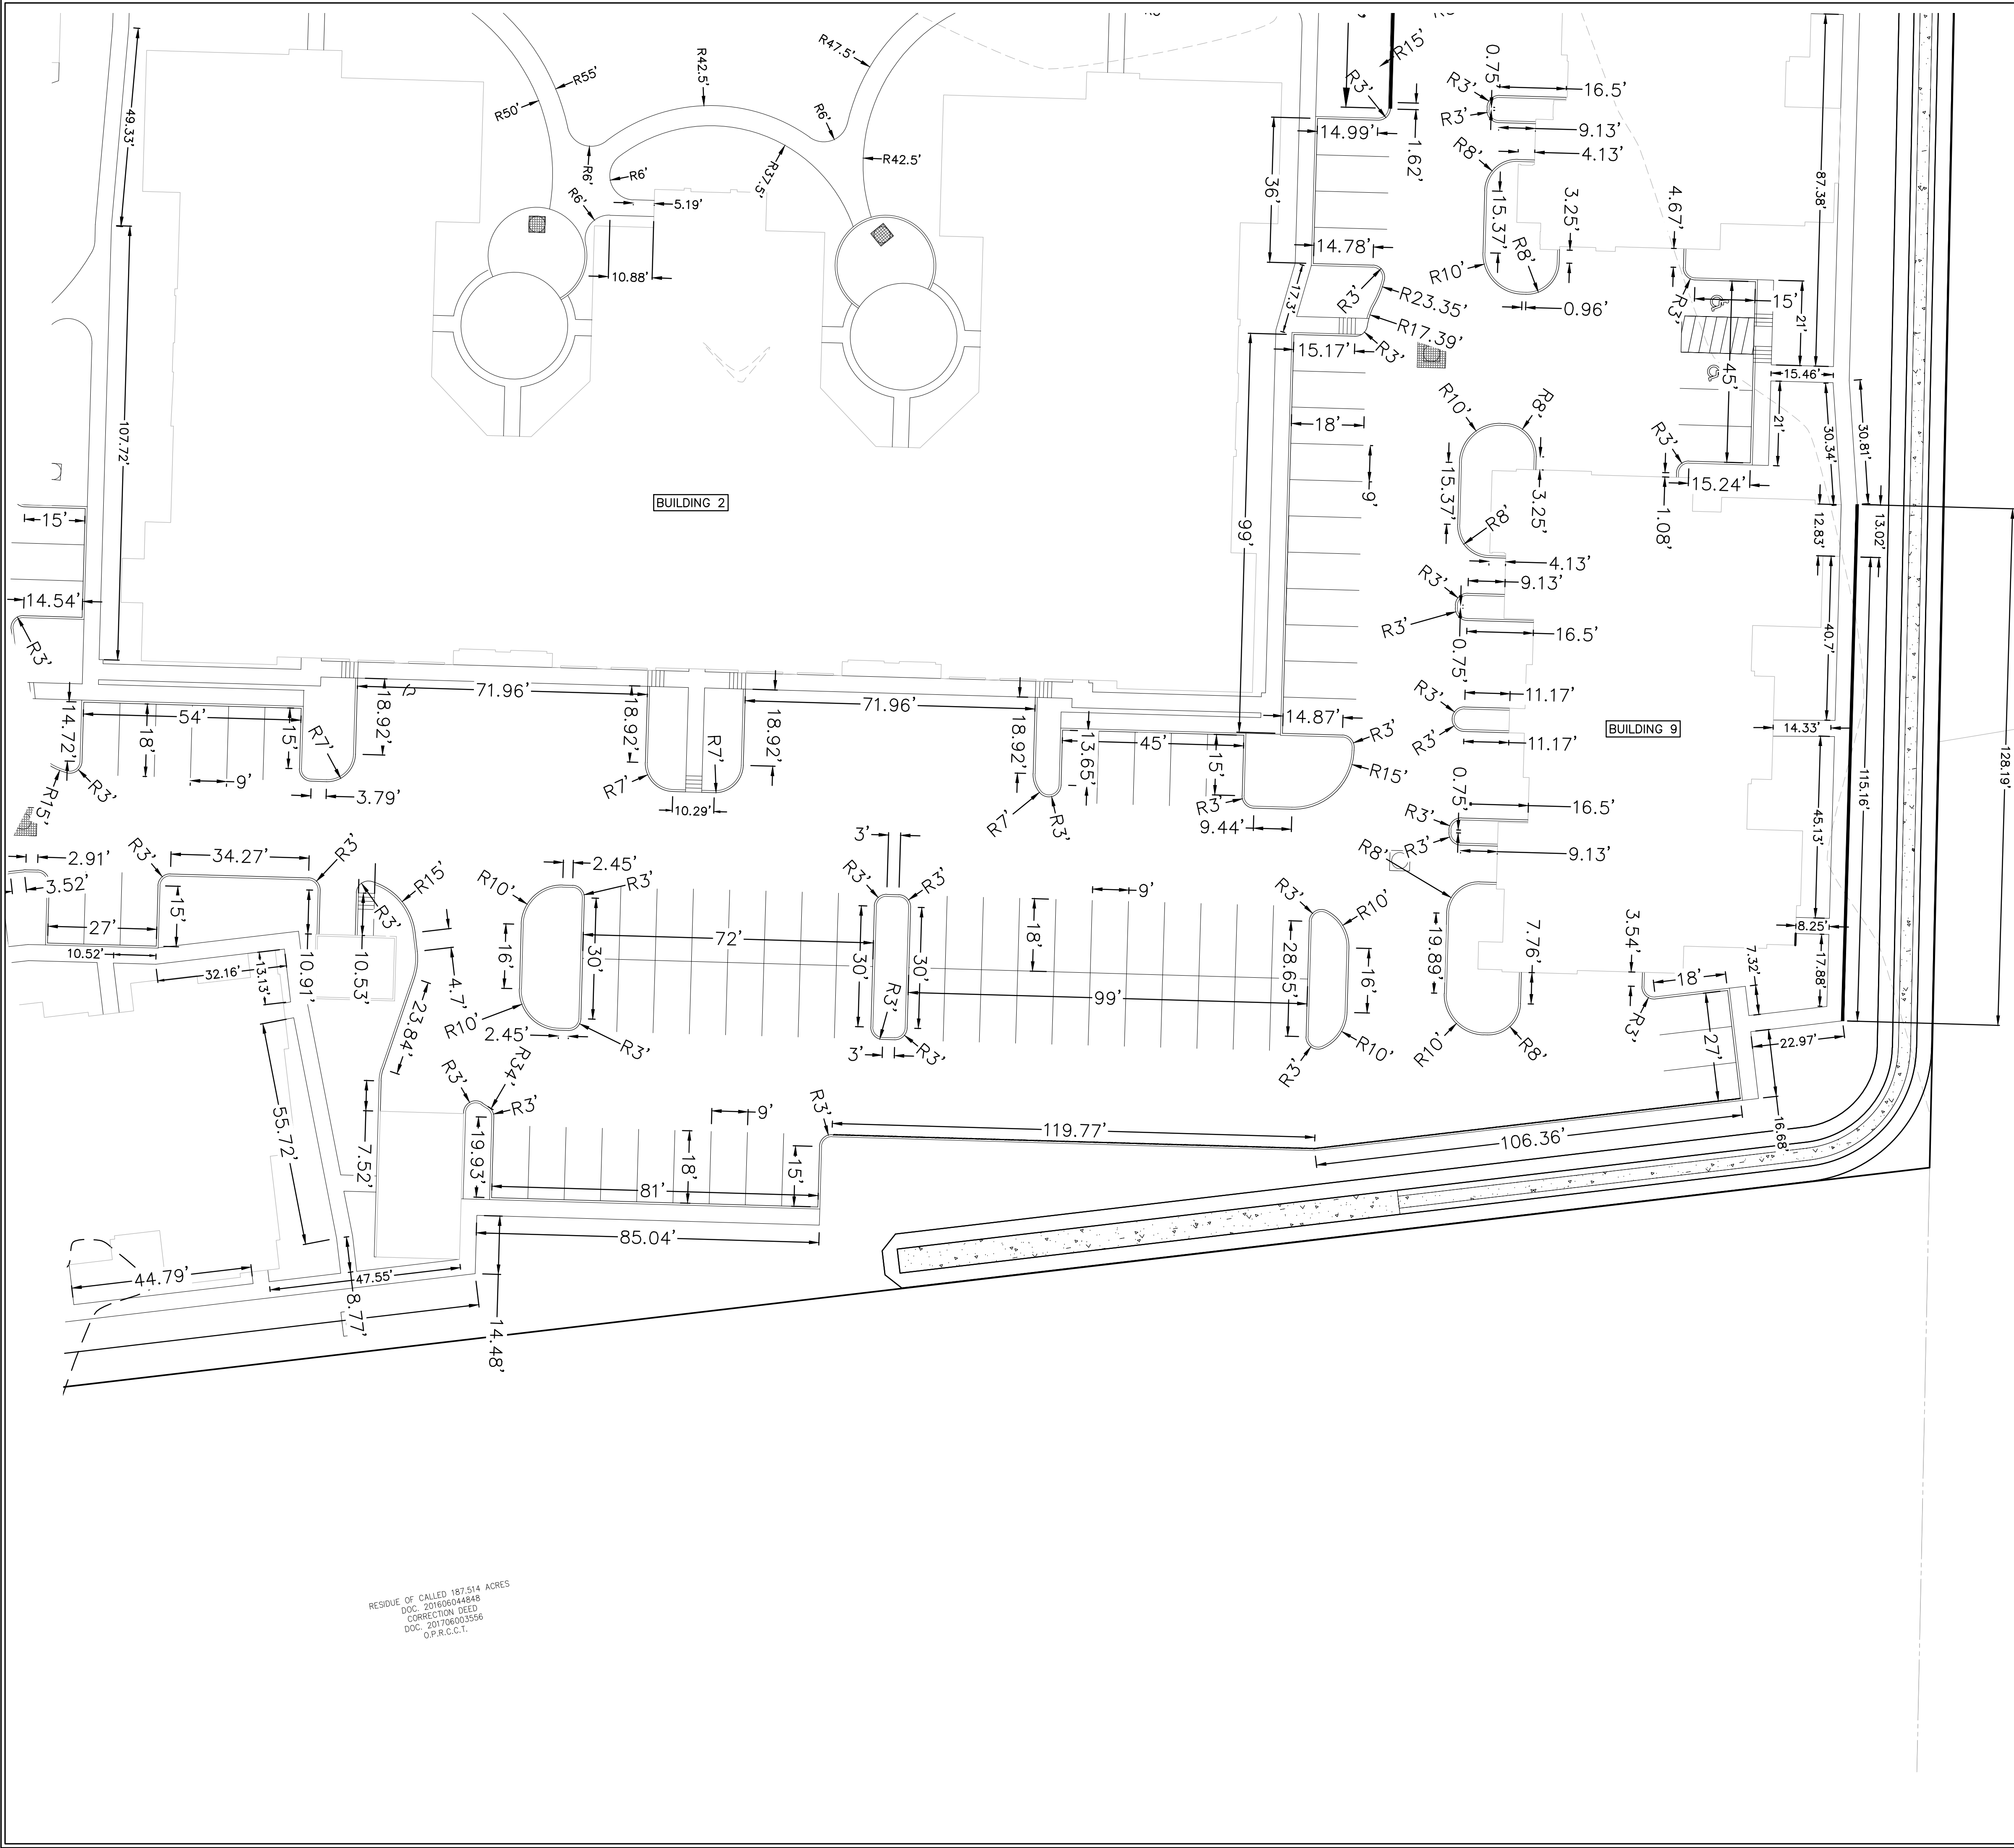 R15'
R3'
0.75'
R3'
R3'
16.5'
9.13'
4.13'
R8'
14.99'
1.62'
36'
87.38'
49.33'
R50'
R55'
R42.5'
R47.5'
R6'
R6'
R6'
R6'
R37.5'
R42.5'
5.19'
10.88'
15.37'
3.25'
4.67'
R8'
R10'
0.96'
14.78'
R3'
17.3'
R23.35'
R17.39'
R3'
15.17'
R3'
15'
21'
45'
15.46'
107.72'
18'
9'
99'
R10'
R8'
15.37'
3.25'
R8'
R3'
15.24'
1.08'
21'
30.34'
30.81'
12.83'
13.02'
BUILDING 2
15'
14.54'
R3'
4.13'
9.13'
R3'
R3'
16.5'
0.75'
40.7'
128.19'
14.72'
54'
18'
15'
R7'
18.92'
71.96'
18.92'
R7'
18.92'
71.96'
18.92'
13.65'
45'
15'
14.87'
R3'
R15'
R3'
11.17'
R3'
11.17'
BUILDING 9
14.33'
115.16'
R15'
R3'
9'
3.79'
R7'
10.29'
R7'
R3'
R3'
9.44'
0.75'
16.5'
R3'
R3'
9.13'
45.13'
2.91'
3.52'
R3'
34.27'
R3'
R15'
R3'
15'
27'
10.52'
32.16'
13.13'
10.91'
10.53'
4.7'
23.84'
R10'
2.45'
R3'
16'
30'
R10'
2.45'
R3'
72'
3'
R3'
R3'
30'
30'
R3'
3'
R3'
9'
18'
99'
R3'
R10'
28.65'
16'
R3'
R10'
R8'
19.89'
7.76'
R10'
R8'
3.54'
18'
R3'
27'
8.25'
7.32'
17.88'
22.97'
16.68'
55.72'
7.52'
R3'
R34'
R3'
19.93'
9'
18'
15'
R3'
81'
85.04'
119.77'
106.36'
44.79'
47.55'
8.77'
14.48'
RESIDUE OF CALLED 187.514 ACRES
DOC. 201606044848
CORRECTION DEED
DOC. 201706003556
O.P.R.C.C.T.